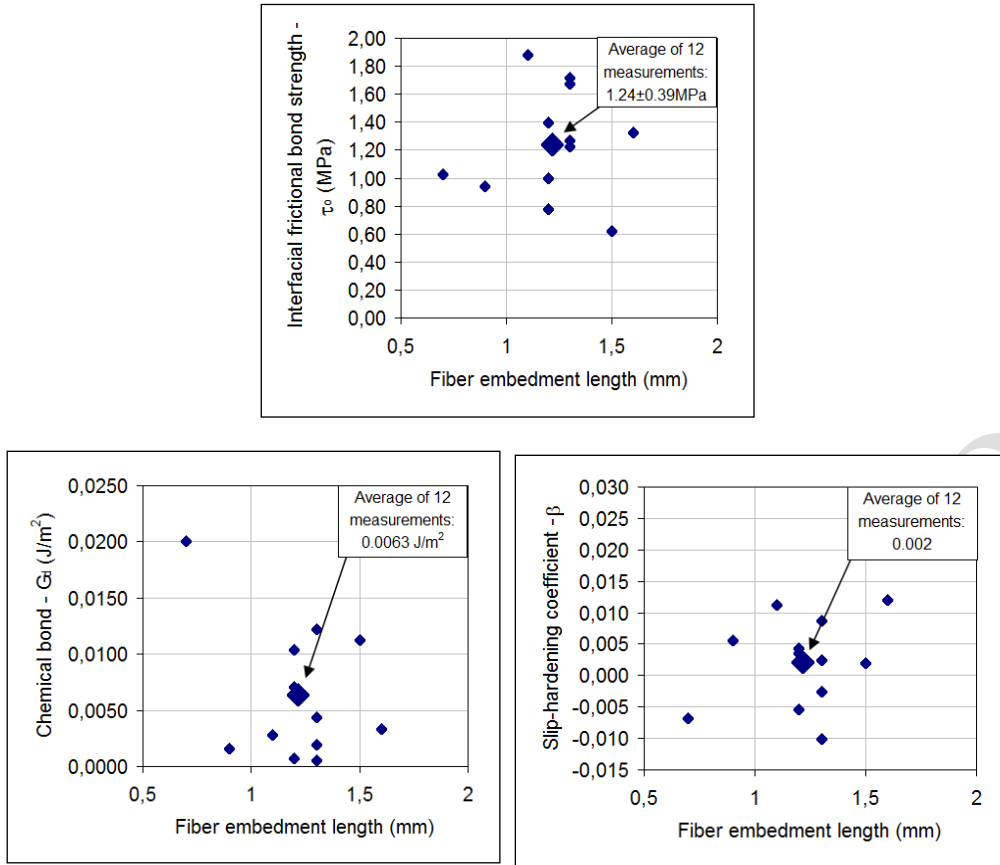 Interfacial frictional bond strength -
τo (MPa)
2,00
1,80
1,60
1,40
1,20
1,00
0,80
0,60
0,40
0,20
0,00
Average of 12
measurements:
1.24±0.39MPa
0,5
1
1,5
2
Fiber embedment length (mm)
Chemical bond - Gd (J/m²)
0,0250
0,0200
0,0150
0,0100
0,0050
0,0000
Average of 12
measurements:
0.0063 J/m²
0,5
1
1,5
2
Fiber embedment length (mm)
Slip-hardening coefficient -β
0,030
0,025
0,020
0,015
0,010
0,005
0,000
-0,005
-0,010
-0,015
Average of 12
measurements:
0.002
0,5
1
1,5
2
Fiber embedment length (mm)